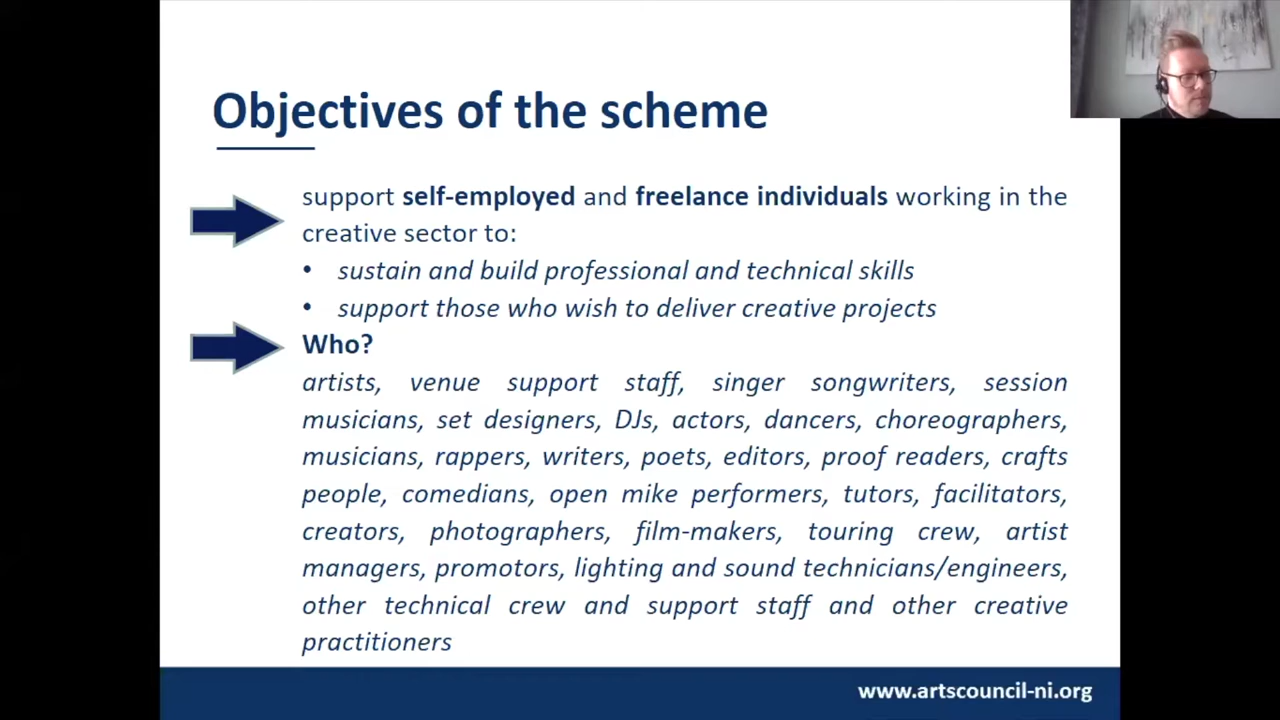 Objectives of the scheme
support self-employed and freelance individuals working in the
creative sector to:
• sustain and build professional and technical skills
• support those who wish to deliver creative projects
Who?
artists, venue support staff, singer songwriters, session
musicians, set designers, DJs, actors, dancers, choreographers,
musicians, rappers, writers, poets, editors, proof readers, crafts
people, comedians, open mike performers, tutors, facilitators,
creators, photographers, film-makers, touring crew, artist
managers, promotors, lighting and sound technicians/engineers,
other technical crew and support staff and other creative
practitioners
www.artscouncil-ni.org